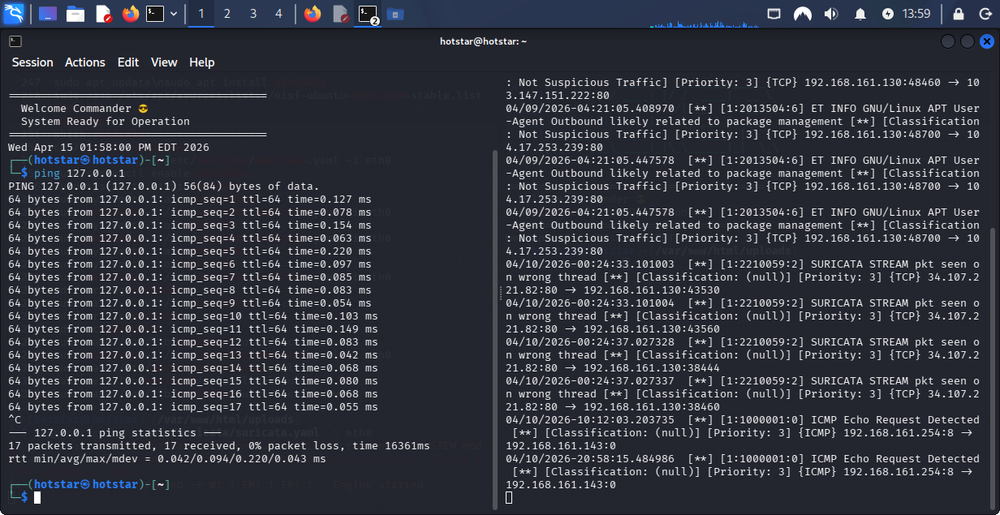 1 2 3 4
2
13:59
hotstar@hotstar: ~
Session Actions Edit View Help
247 sudo apt update\nsudo apt install
Welcome Commander 😎
System Ready for Operation
Wed Apr 15 01:58:00 PM EDT 2026
┌──(hotstar㉿hotstar)-[~]
└─$ ping 127.0.0.1
PING 127.0.0.1 (127.0.0.1) 56(84) bytes of data.
64 bytes from 127.0.0.1: icmp_seq=1 ttl=64 time=0.127 ms
64 bytes from 127.0.0.1: icmp_seq=2 ttl=64 time=0.078 ms
64 bytes from 127.0.0.1: icmp_seq=3 ttl=64 time=0.154 ms
64 bytes from 127.0.0.1: icmp_seq=4 ttl=64 time=0.063 ms
64 bytes from 127.0.0.1: icmp_seq=5 ttl=64 time=0.220 ms
64 bytes from 127.0.0.1: icmp_seq=6 ttl=64 time=0.097 ms
64 bytes from 127.0.0.1: icmp_seq=7 ttl=64 time=0.085 ms
64 bytes from 127.0.0.1: icmp_seq=8 ttl=64 time=0.083 ms
64 bytes from 127.0.0.1: icmp_seq=9 ttl=64 time=0.054 ms
64 bytes from 127.0.0.1: icmp_seq=10 ttl=64 time=0.103 ms
64 bytes from 127.0.0.1: icmp_seq=11 ttl=64 time=0.149 ms
64 bytes from 127.0.0.1: icmp_seq=12 ttl=64 time=0.083 ms
64 bytes from 127.0.0.1: icmp_seq=13 ttl=64 time=0.042 ms
64 bytes from 127.0.0.1: icmp_seq=14 ttl=64 time=0.068 ms
64 bytes from 127.0.0.1: icmp_seq=15 ttl=64 time=0.080 ms
64 bytes from 127.0.0.1: icmp_seq=16 ttl=64 time=0.068 ms
64 bytes from 127.0.0.1: icmp_seq=17 ttl=64 time=0.055 ms
^C
--- 127.0.0.1 ping statistics ---
17 packets transmitted, 17 received, 0% packet loss, time 16361ms
rtt min/avg/max/mdev = 0.042/0.094/0.220/0.043 ms
┌──(hotstar㉿hotstar)-[~]
└─$
: Not Suspicious Traffic] [Priority: 3] {TCP} 192.168.161.130:48460 -> 10
3.147.151.222:80
04/09/2026-04:21:05.408970 [**] [1:2013504:6] ET INFO GNU/Linux APT User
-Agent Outbound likely related to package management [**] [Classification
: Not Suspicious Traffic] [Priority: 3] {TCP} 192.168.161.130:48700 -> 10
4.17.253.239:80
04/09/2026-04:21:05.447578 [**] [1:2013504:6] ET INFO GNU/Linux APT User
-Agent Outbound likely related to package management [**] [Classification
: Not Suspicious Traffic] [Priority: 3] {TCP} 192.168.161.130:48700 -> 10
4.17.253.239:80
04/09/2026-04:21:05.447578 [**] [1:2013504:6] ET INFO GNU/Linux APT User
-Agent Outbound likely related to package management [**] [Classification
: Not Suspicious Traffic] [Priority: 3] {TCP} 192.168.161.130:48700 -> 10
4.17.253.239:80
04/10/2026-00:24:33.101003 [**] [1:2210059:2] SURICATA STREAM pkt seen o
n wrong thread [**] [Classification: (null)] [Priority: 3] {TCP} 34.107.2
21.82:80 -> 192.168.161.130:43530
04/10/2026-00:24:33.101004 [**] [1:2210059:2] SURICATA STREAM pkt seen o
n wrong thread [**] [Classification: (null)] [Priority: 3] {TCP} 34.107.2
21.82:80 -> 192.168.161.130:43560
04/10/2026-00:24:37.027328 [**] [1:2210059:2] SURICATA STREAM pkt seen o
n wrong thread [**] [Classification: (null)] [Priority: 3] {TCP} 34.107.2
21.82:80 -> 192.168.161.130:38444
04/10/2026-00:24:37.027337 [**] [1:2210059:2] SURICATA STREAM pkt seen o
n wrong thread [**] [Classification: (null)] [Priority: 3] {TCP} 34.107.2
21.82:80 -> 192.168.161.130:38460
04/10/2026-10:12:03.203735 [**] [1:1000001:0] ICMP Echo Request Detected
[**] [Classification: (null)] [Priority: 3] {ICMP} 192.168.161.254:8 ->
192.168.161.143:0
04/10/2026-20:58:15.484986 [**] [1:1000001:0] ICMP Echo Request Detected
[**] [Classification: (null)] [Priority: 3] {ICMP} 192.168.161.254:8 ->
192.168.161.143:0